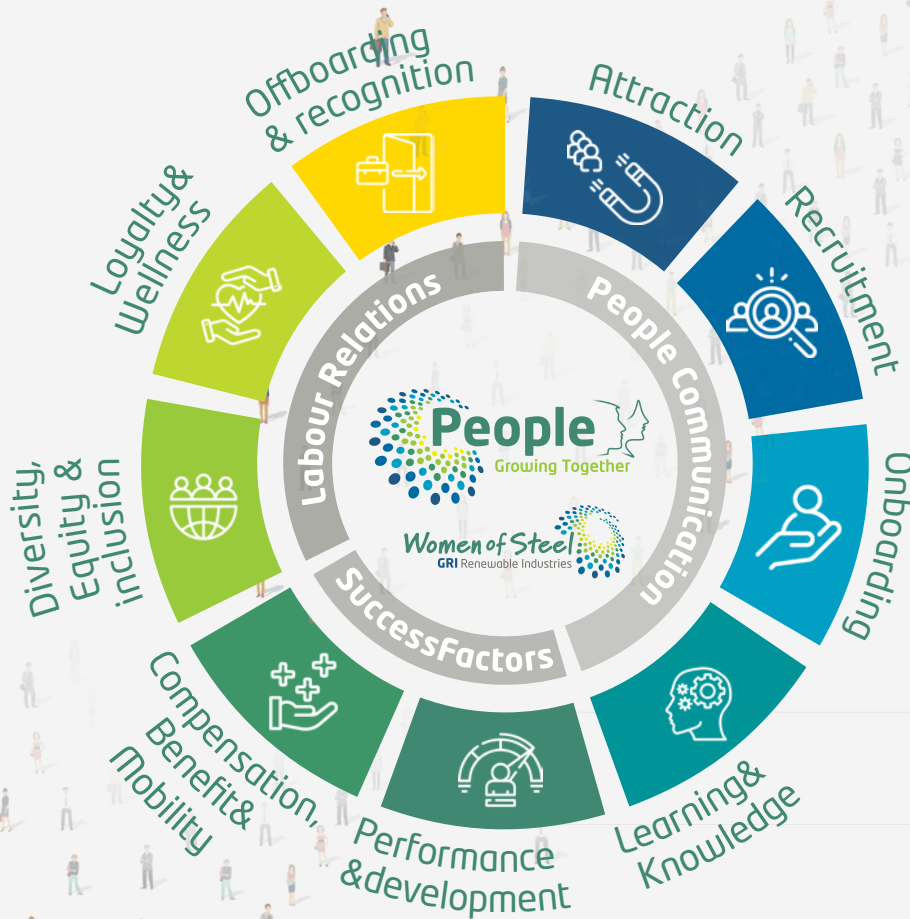 Attraction
Recruitment
Onboarding
Learning&
Knowledge
Performance
&development
Compensation,
Benefit&
Mobility
Diversity,
Equity &
inclusion
Loyalty&
Wellness
Offboarding
& recognition
People Communication
SuccessFactors
Labour Relations
People
Growing Together
Women of Steel
GRI Renewable Industries